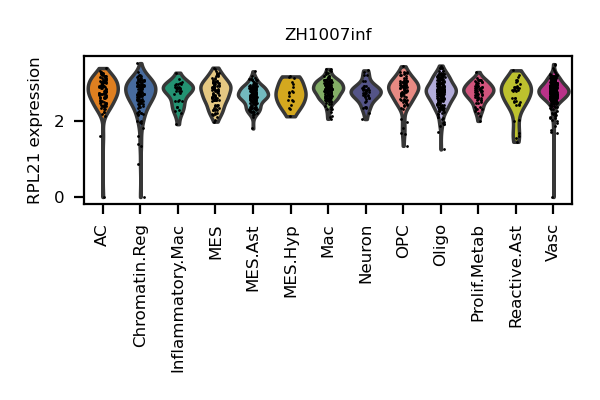 ZH1007inf
RPL21 expression
2
0
AC
Chromatin.Reg
Inflammatory.Mac
MES
MES.Ast
MES.Hyp
Mac
Neuron
OPC
Oligo
Prolif.Metab
Reactive.Ast
Vasc